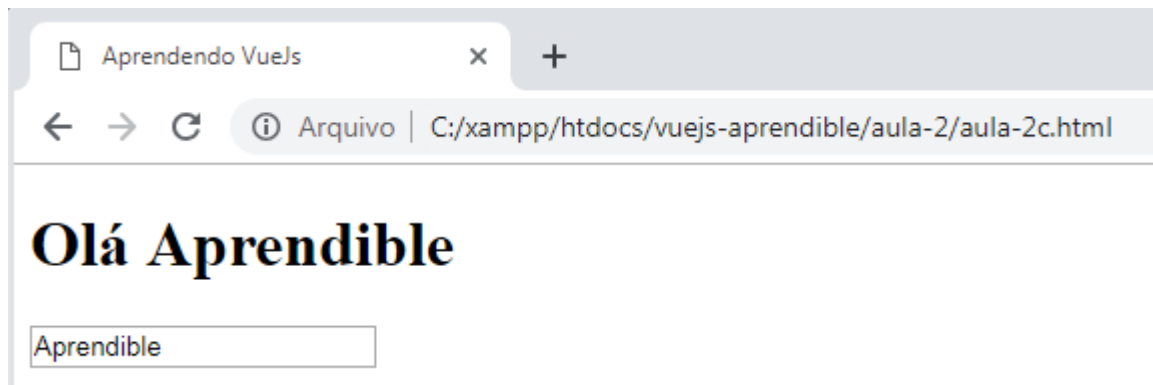 Aprendendo VueJs
Arquivo C:/xampp/htdocs/vuejs-aprendible/aula-2/aula-2c.html
Olá Aprendible
Aprendible